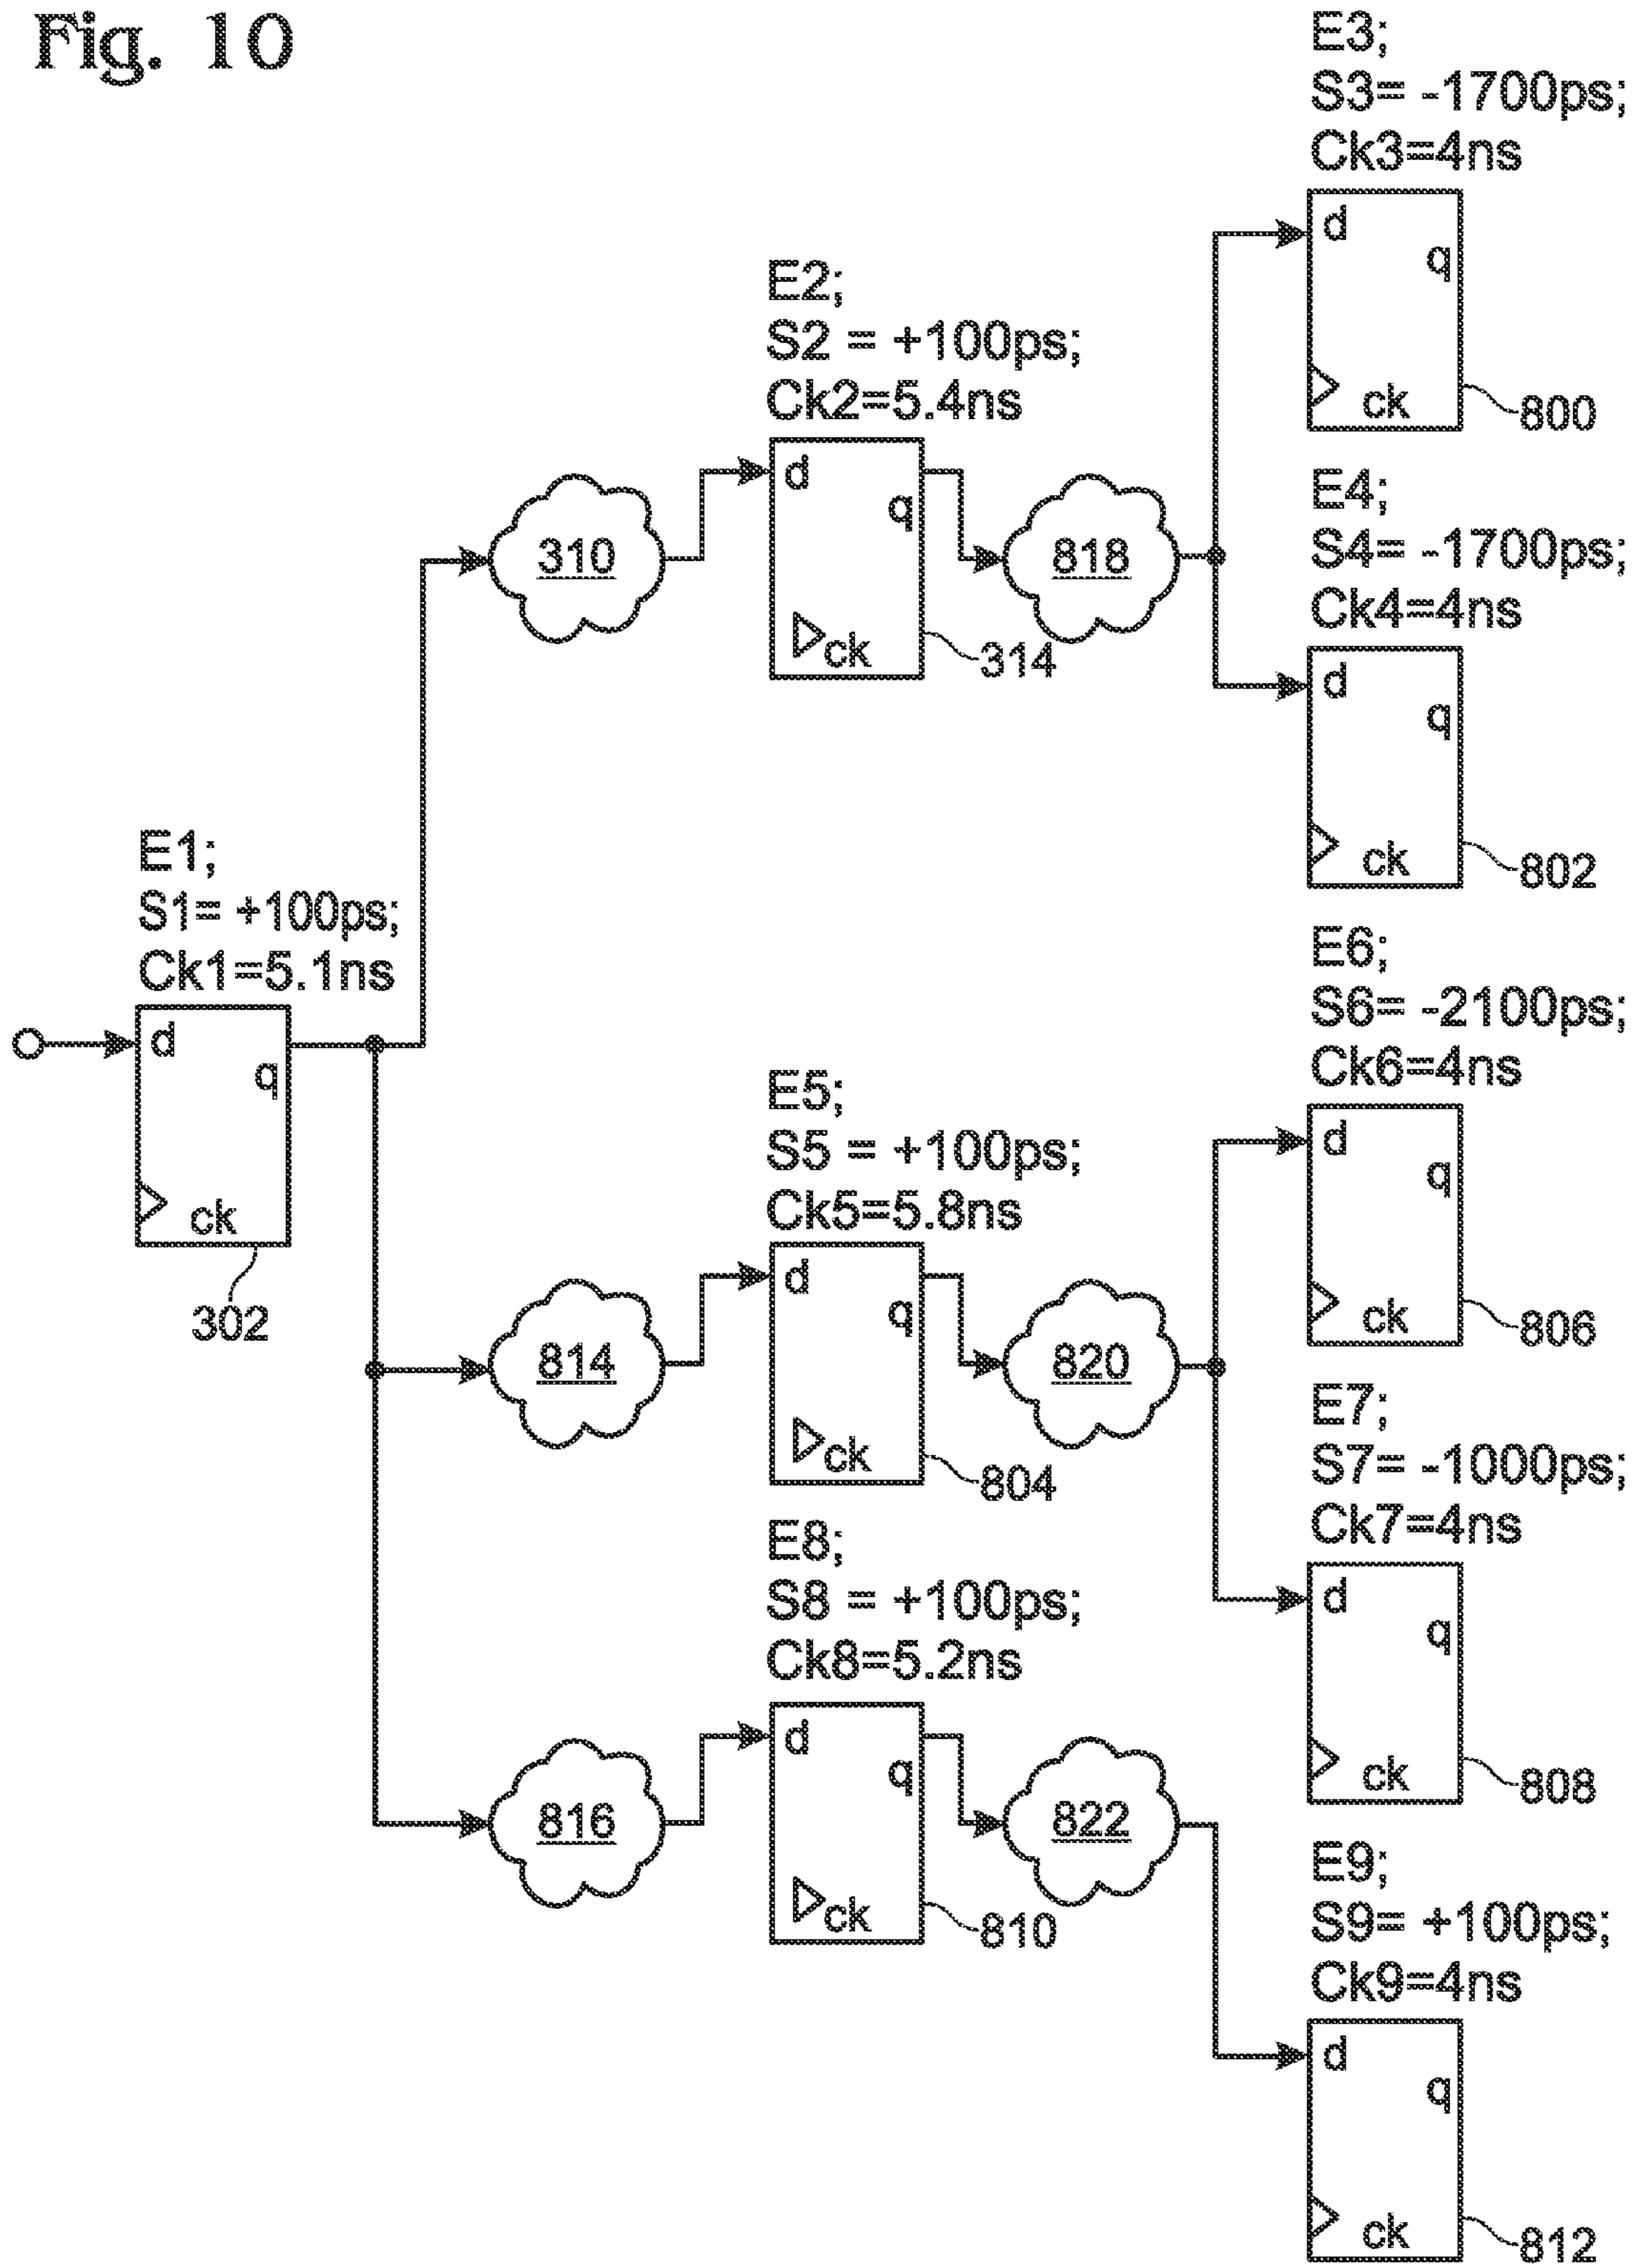 Fig. 10
E3;
S3= -1700ps;
Ck3=4ns
d
q
ck
800
E2;
S2 = +100ps;
Ck2=5.4ns
d
q
ck
314
310
818
E4;
S4= -1700ps;
Ck4=4ns
d
q
ck
802
E1;
S1= +100ps;
Ck1=5.1ns
d
q
ck
302
E6;
S6= -2100ps;
Ck6=4ns
d
q
ck
806
E5;
S5 = +100ps;
Ck5=5.8ns
d
q
ck
804
814
820
E7;
S7= -1000ps;
Ck7=4ns
d
q
ck
808
E8;
S8 = +100ps;
Ck8=5.2ns
d
q
ck
810
816
822
E9;
S9= +100ps;
Ck9=4ns
d
q
ck
812